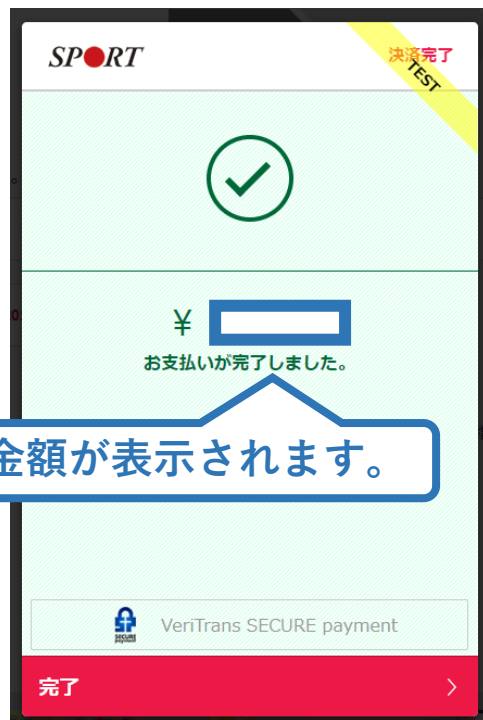 SPORT
決済完了
TEST
¥
お支払いが完了しました。
金額が表示されます。
SECURE payment
VeriTrans SECURE payment
完了